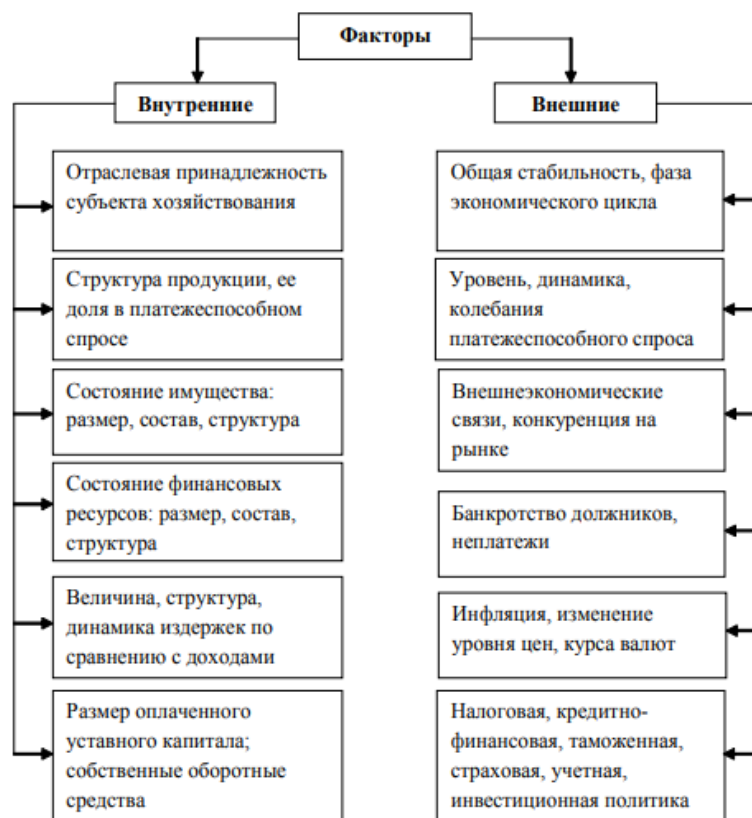 Факторы
Внутренние
Внешние
Отраслевая принадлежность
субъекта хозяйствования
Структура продукции, ее
доля в платежеспособном
спросе
Состояние имущества:
размер, состав, структура
Состояние финансовых
ресурсов: размер, состав,
структура
Величина, структура,
динамика издержек по
сравнению с доходами
Размер оплаченного
уставного капитала;
собственные оборотные
средства
Общая стабильность, фаза
экономического цикла
Уровень, динамика,
колебания
платежеспособного спроса
Внешнеэкономические
связи, конкуренция на
рынке
Банкротство должников,
неплатежи
Инфляция, изменение
уровня цен, курса валют
Налоговая, кредитно-
финансовая, таможенная,
страховая, учетная,
инвестиционная политика